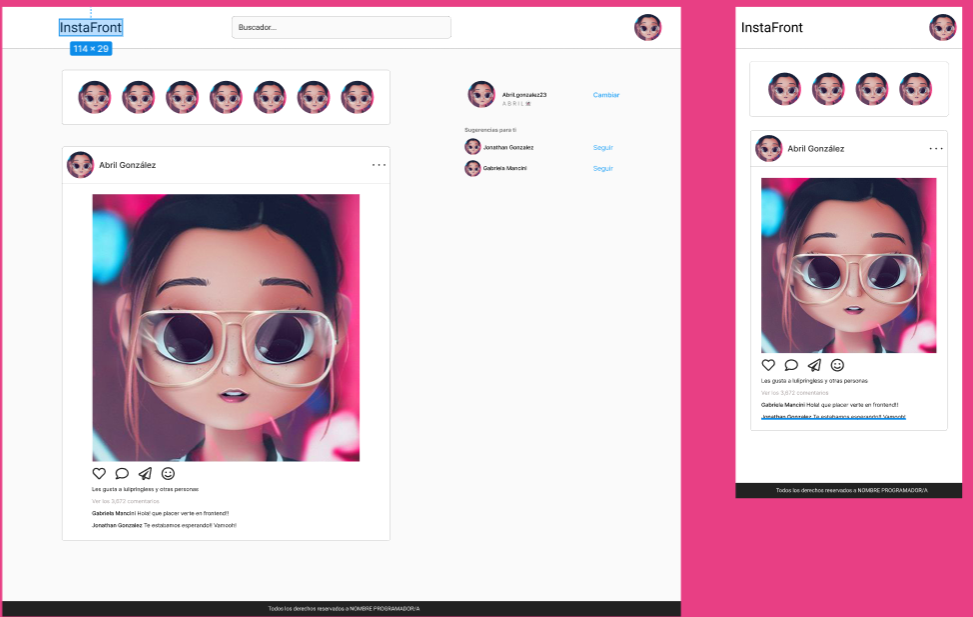 InstaFront
Buscador...
114 × 29
Abril.gonzalez23
Cambiar
A B R I L
Sugerencias para ti
Jonathan Gonzalez
Seguir
Gabriela Mancini
Seguir
Abril González
Les gusta a lulipringless y otras personas
Ver los 3,672 comentarios
Gabriela Mancini Hola! que placer verte en frontend!!
Jonathan Gonzalez Te estabamos esperando!! Vamooh!
Todos los derechos reservados a NOMBRE PROGRAMADOR/A
InstaFront
Abril González
Les gusta a lulipringless y otras personas
Ver los 3,672 comentarios
Gabriela Mancini Hola! que placer verte en frontend!!
Jonathan Gonzalez Te estabamos esperando!! Vamooh!
Todos los derechos reservados a NOMBRE PROGRAMADOR/A